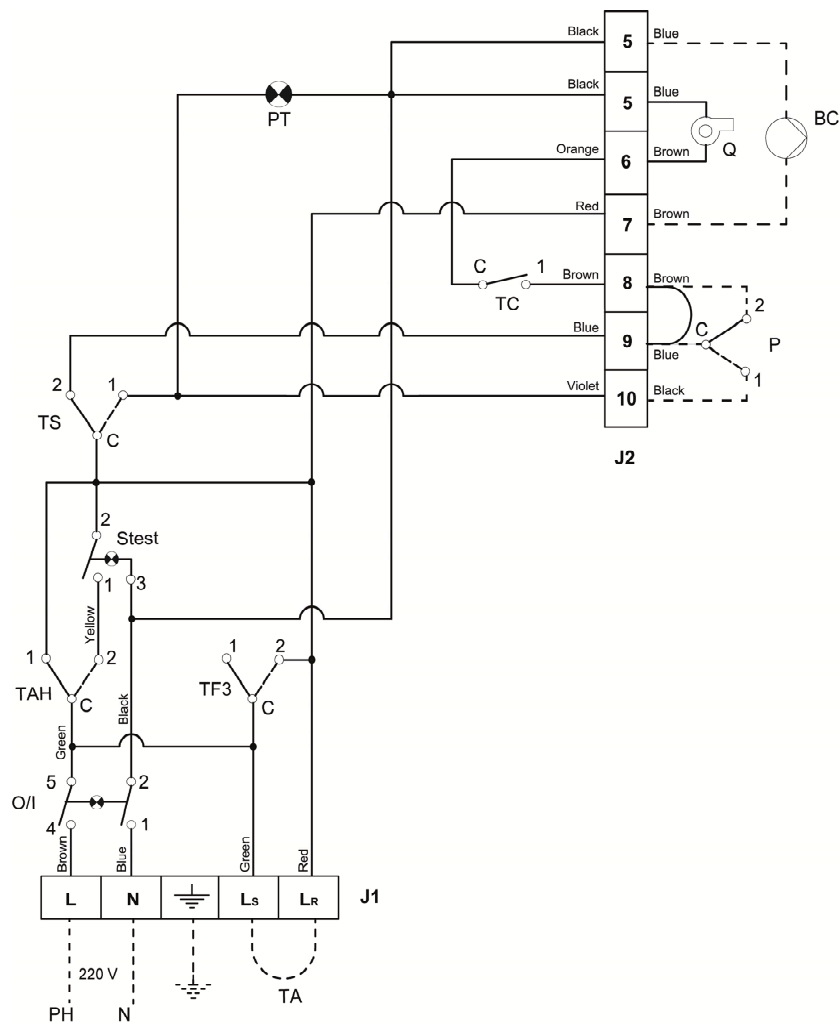 Black 5 Blue
Black 5 Blue
PT
BC
Q
Orange 6 Brown
Red 7 Brown
C 1 Brown 8 Brown
TC
2
C P
Blue 9 Blue
1
2 1 Violet 10 Black
TS
C
J2
2
Stest
1 3
Yellow
1 2 1 2
TAH TF3
C C
Black
Green
5 2
O/I
4 1
Brown Blue Green Red
L N LS LR J1
220 V
TA
PH N